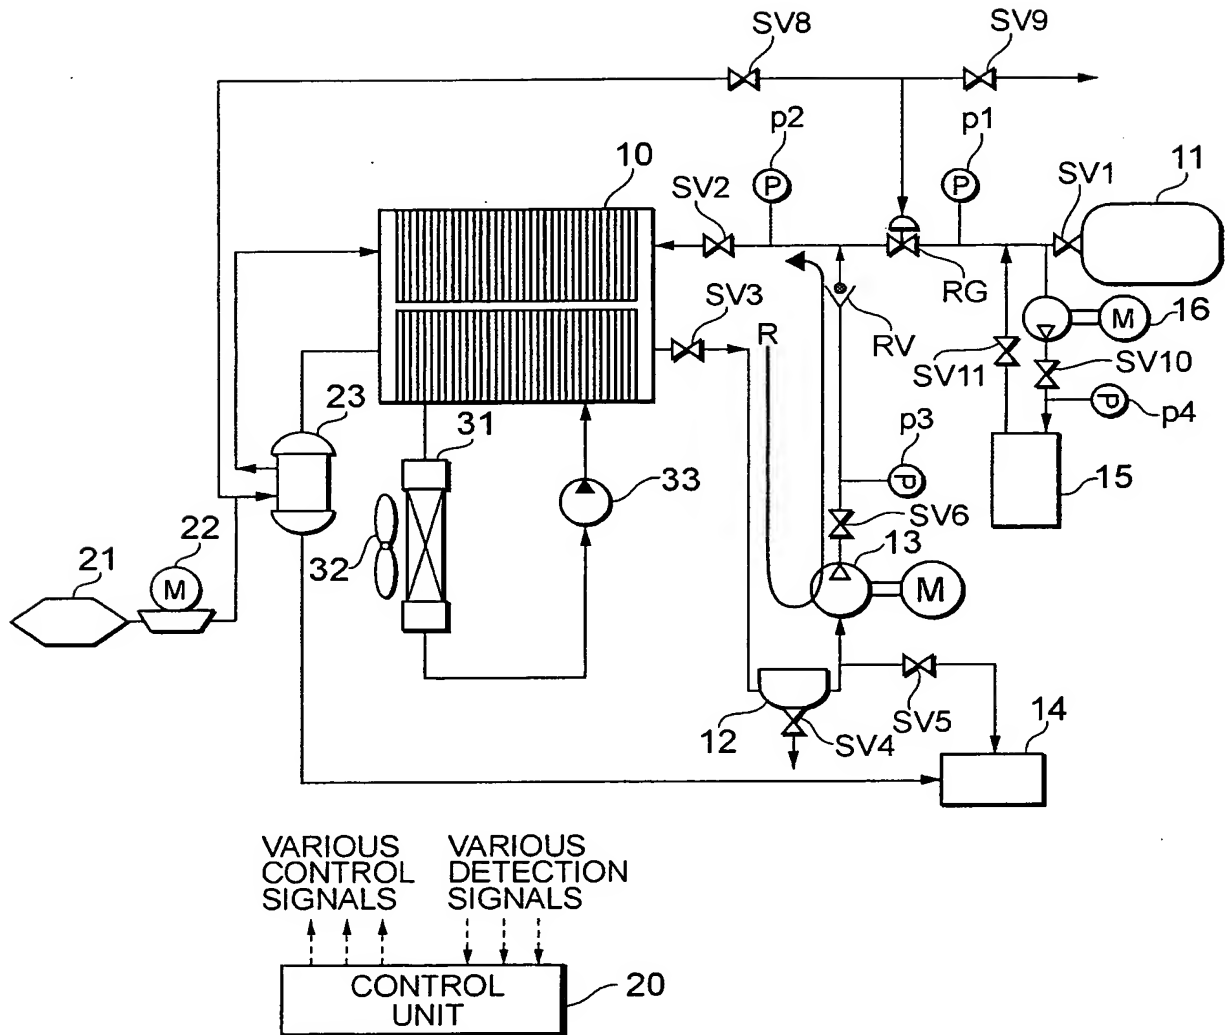 SV8
SV9
p2
p1
10
SV2
P
P
SV1
11
RG
SV3
R
RV
M
16
SV11
SV10
P
p4
23
31
p3
P
15
33
SV6
22
13
32
21
M
M
SV5
14
12
SV4
VARIOUS
CONTROL
SIGNALS
VARIOUS
DETECTION
SIGNALS
CONTROL
UNIT
20